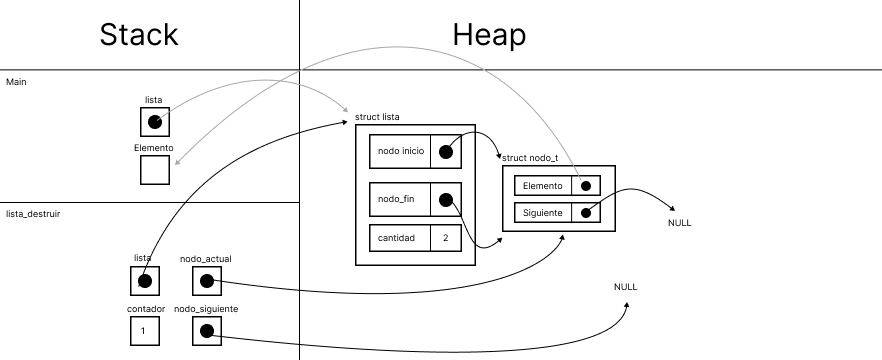 Stack
Heap
Main
lista
Elemento
struct lista
nodo inicio
nodo_fin
cantidad
2
struct nodo_t
Elemento
Siguiente
NULL
lista_destruir
lista
nodo_actual
contador
nodo_siguiente
1
NULL